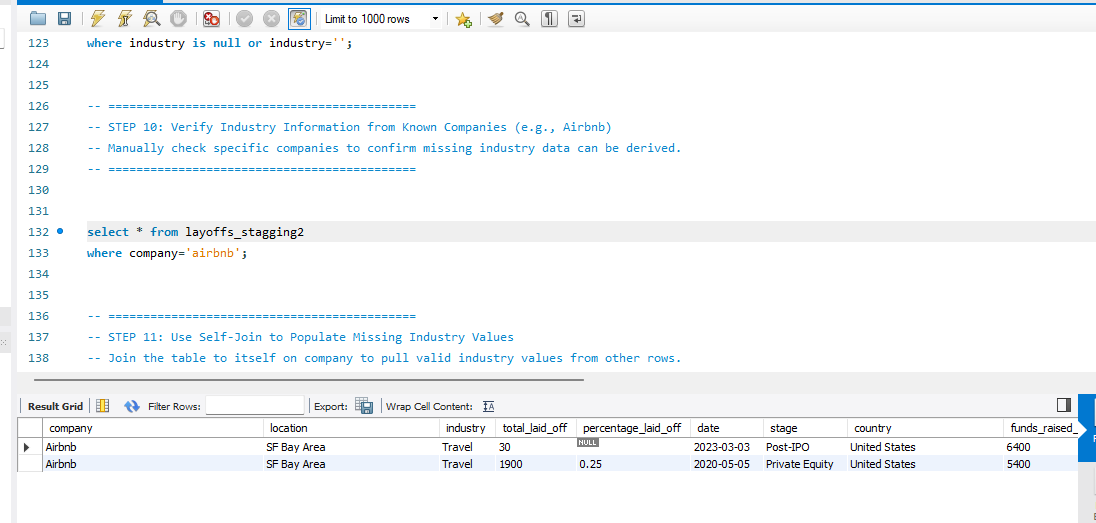 Limit to 1000 rows
123 where industry is null or industry='';
124
125
126 -- ============================================
127 -- STEP 10: Verify Industry Information from Known Companies (e.g., Airbnb)
128 -- Manually check specific companies to confirm missing industry data can be derived.
129 -- ============================================
130
131
132 select * from layoffs_stagging2
133 where company='airbnb';
134
135
136 -- ============================================
137 -- STEP 11: Use Self-Join to Populate Missing Industry Values
138 -- Join the table to itself on company to pull valid industry values from other rows.
Result Grid Filter Rows: Export: Wrap Cell Content: IA
company location industry total_laid_off percentage_laid_off date stage country funds_raised_
Airbnb SF Bay Area Travel 30 NULL 2023-03-03 Post-IPO United States 6400
Airbnb SF Bay Area Travel 1900 0.25 2020-05-05 Private Equity United States 5400